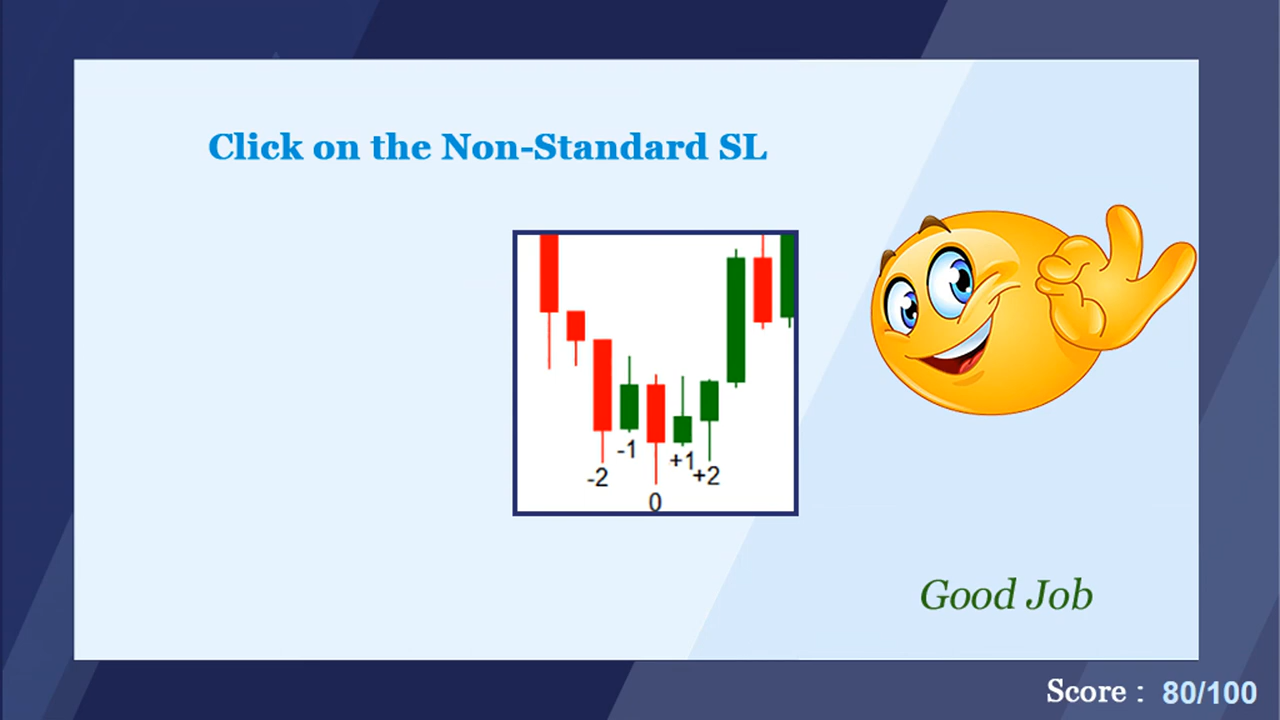 Click on the Non-Standard SL
-1
+1
-2
+2
0
Good Job
Score : 80/100